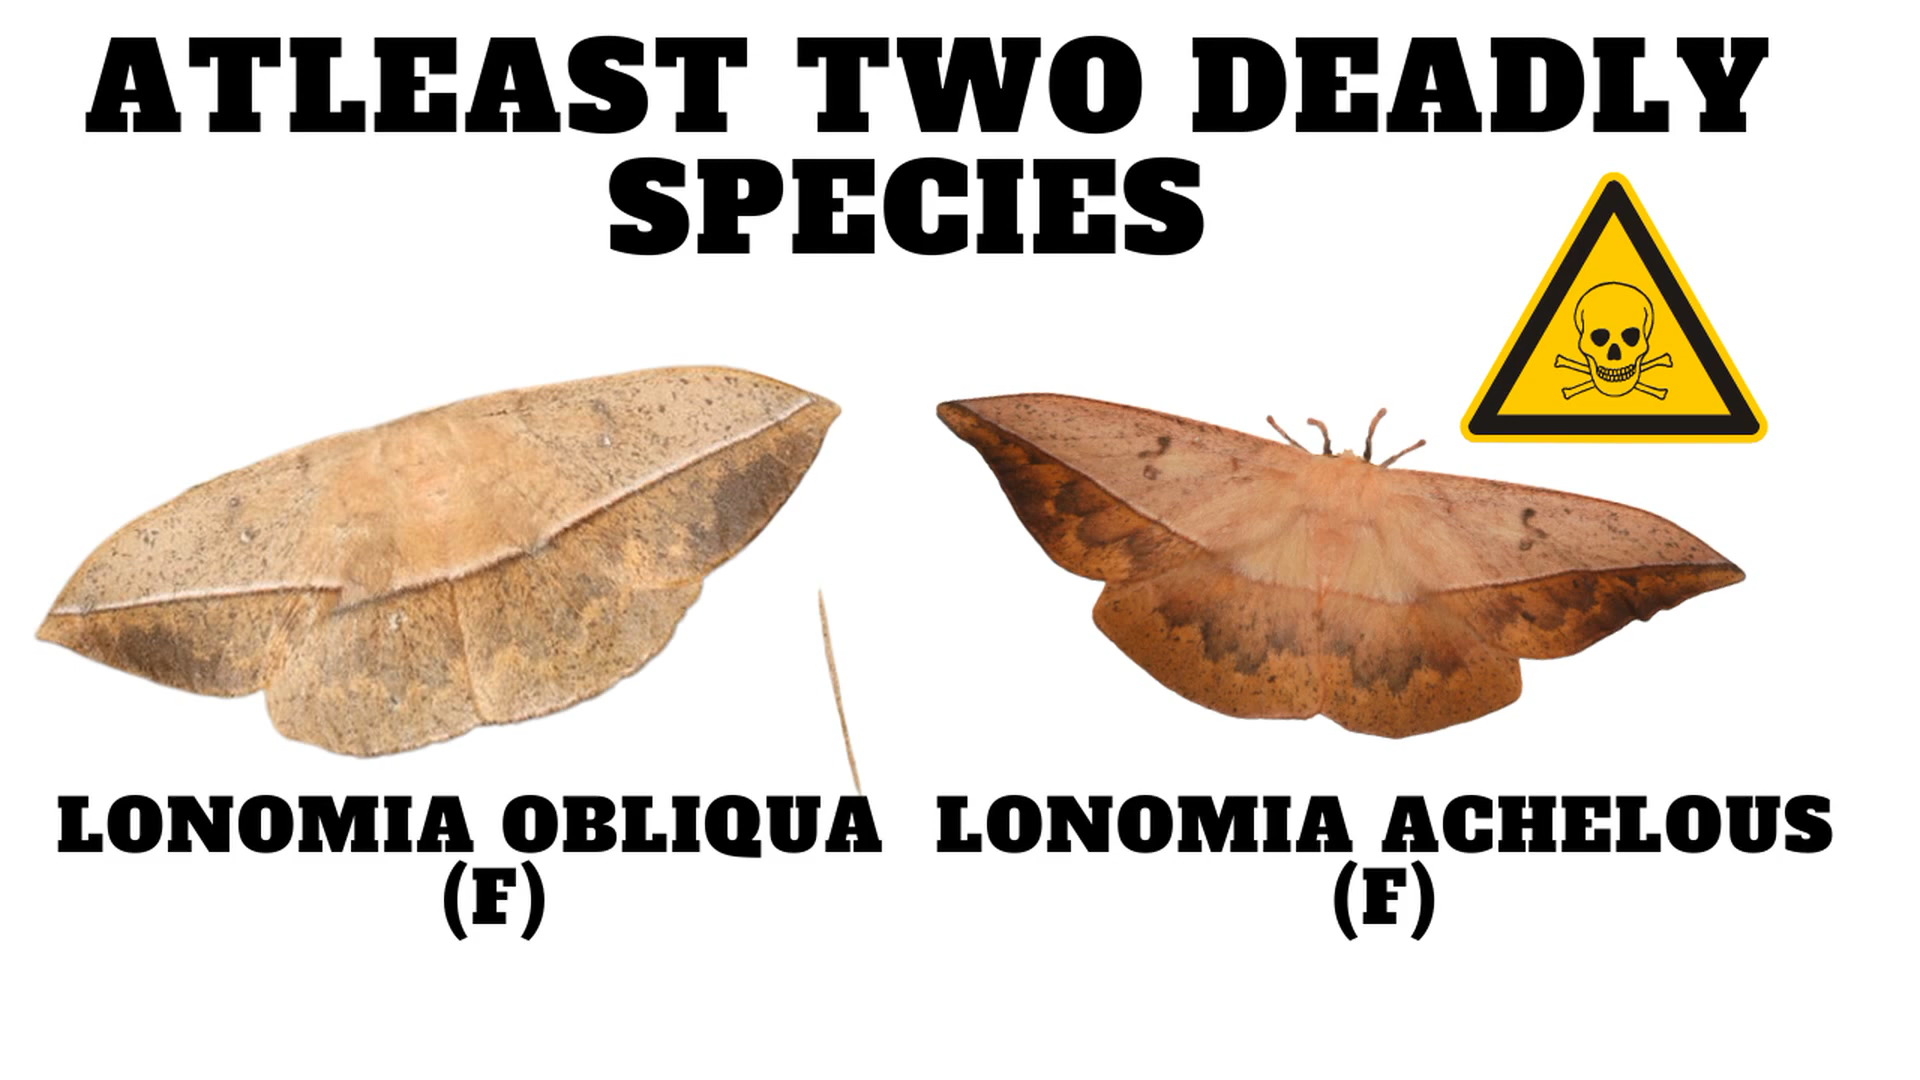 ATLEAST TWO DEADLY
SPECIES
LONOMIA OBLIQUA
(F)
LONOMIA ACHELOUS
(F)